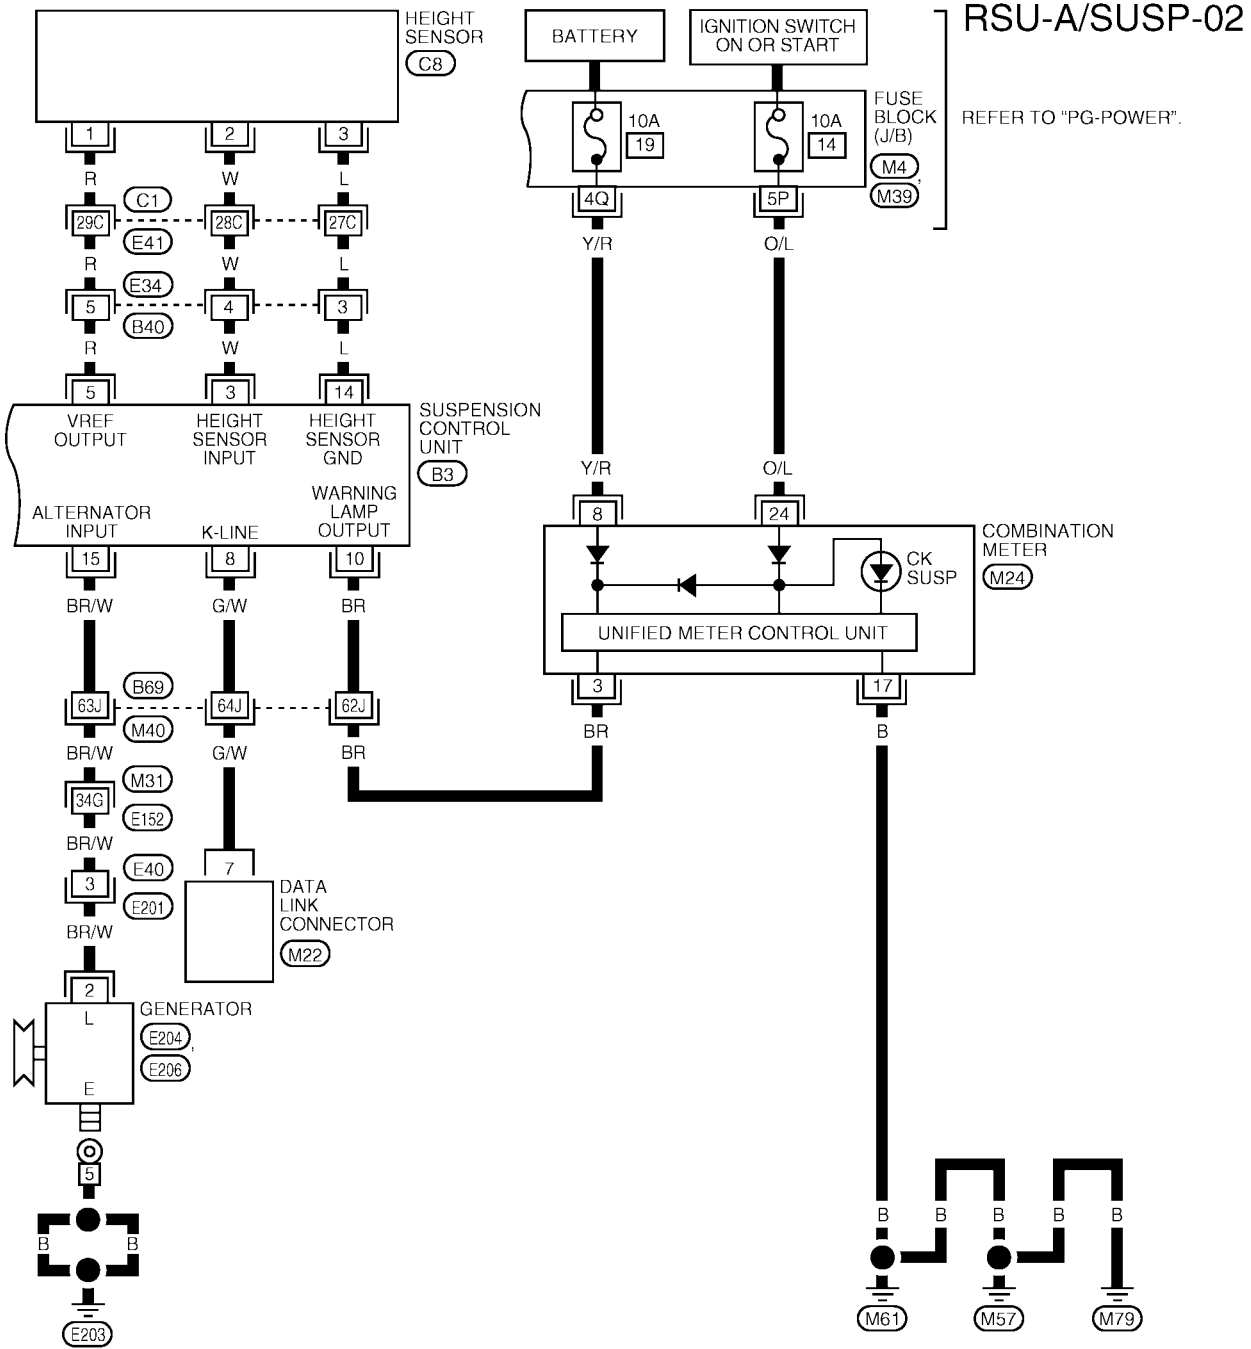 RSU-A/SUSP-02
HEIGHT
SENSOR
C8
BATTERY
IGNITION SWITCH
ON OR START
FUSE
BLOCK
(J/B)
M4,
M39
REFER TO "PG-POWER".
10A
19
10A
14
1 2 3
4Q 5P
R W L
Y/R O/L
C1
29C 28C 27C
E41
R W L
E34
5 4 3
B40
R W L
5 3 14
VREF
OUTPUT
HEIGHT
SENSOR
INPUT
HEIGHT
SENSOR
GND
SUSPENSION
CONTROL
UNIT
B3
ALTERNATOR
INPUT
K-LINE
WARNING
LAMP
OUTPUT
15 8 10
BR/W G/W BR
Y/R O/L
8 24
COMBINATION
METER
M24
CK
SUSP
UNIFIED METER CONTROL UNIT
3 17
BR B
B69
63J 64J 62J
M40
BR/W G/W BR
M31
34G
E152
BR/W
E40
3
E201
BR/W
7
DATA
LINK
CONNECTOR
M22
2
L
E
GENERATOR
E204,
E206
5
B B
E203
B B B B B
M61 M57 M79